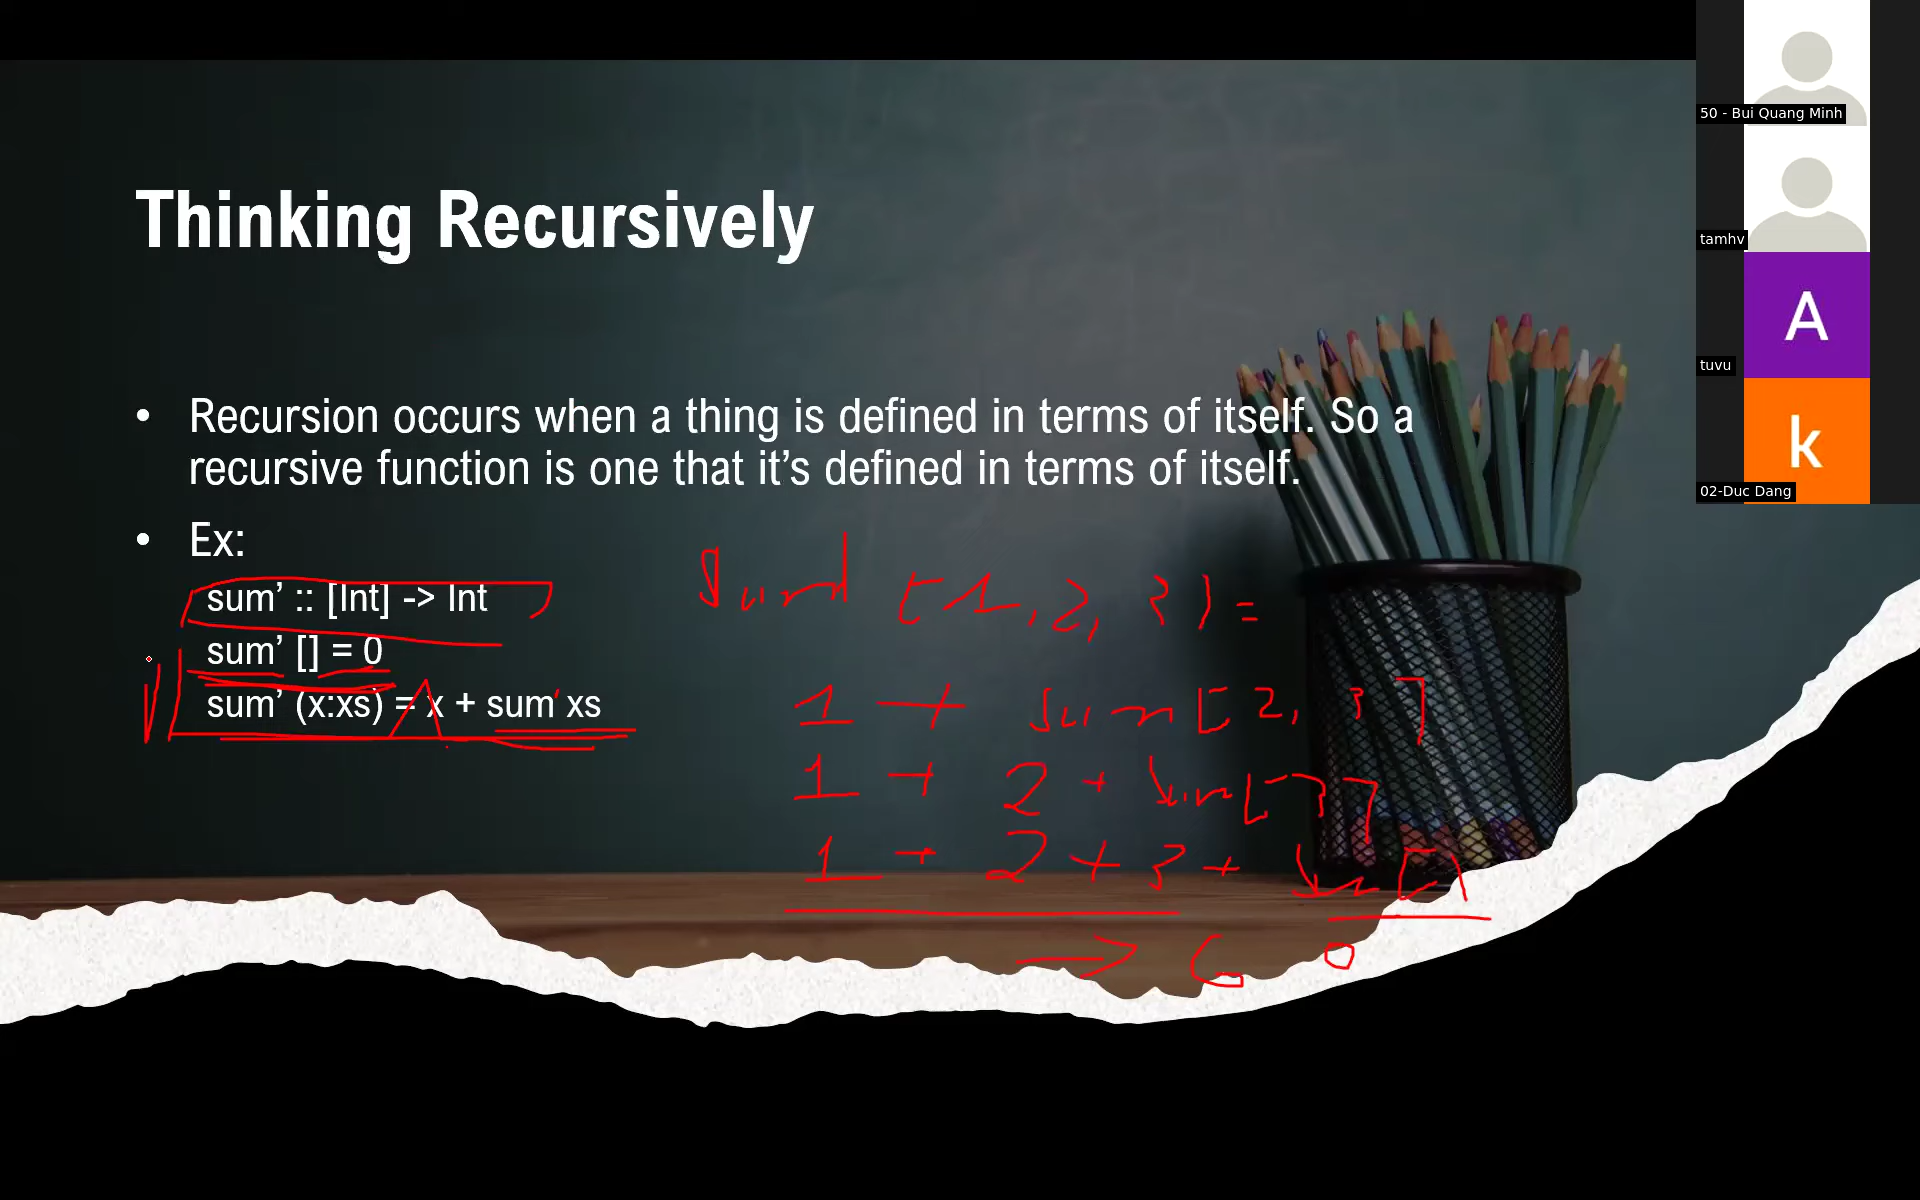 Thinking Recursively
• Recursion occurs when a thing is defined in terms of itself. So a
recursive function is one that it’s defined in terms of itself.
• Ex:
sum’ :: [Int] -> Int
sum’ [] = 0
sum’ (x:xs) = x + sum' xs
sum' [1, 2, 3] =
1 + sum [2, 3]
1 + 2 + sum [3]
1 + 2 + 3 + sum []
0
50 - Bui Quang Minh
tamhv
A
tuvu
k
02-Duc Dang